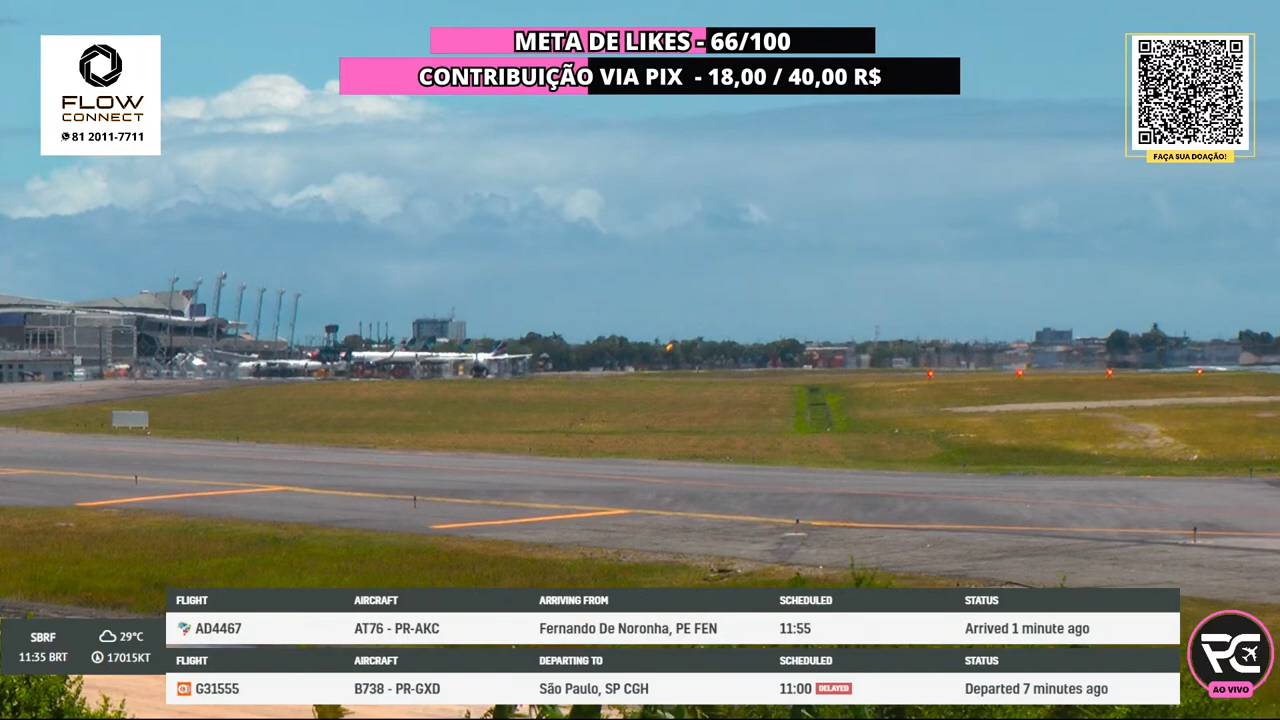 META DE LIKES - 66/100
CONTRIBUIÇÃO VIA PIX - 18,00 / 40,00 R$
FLOW
CONNECT
81 2011-7711
FAÇA SUA DOAÇÃO!
FLIGHT AIRCRAFT ARRIVING FROM SCHEDULED STATUS
AD4467 AT76 - PR-AKC Fernando De Noronha, PE FEN 11:55 Arrived 1 minute ago
SBRF 29°C
11:35 BRT 17015KT
FLIGHT AIRCRAFT DEPARTING TO SCHEDULED STATUS
G31555 B738 - PR-GXD São Paulo, SP CGH 11:00 DELAYED Departed 7 minutes ago
PC
AO VIVO